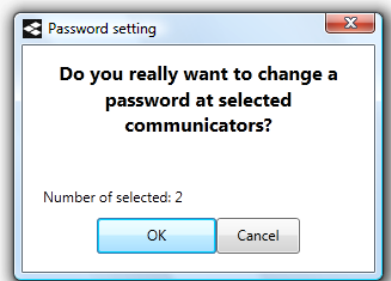 Password setting
Do you really want to change a
password at selected
communicators?
Number of selected: 2
OK
Cancel